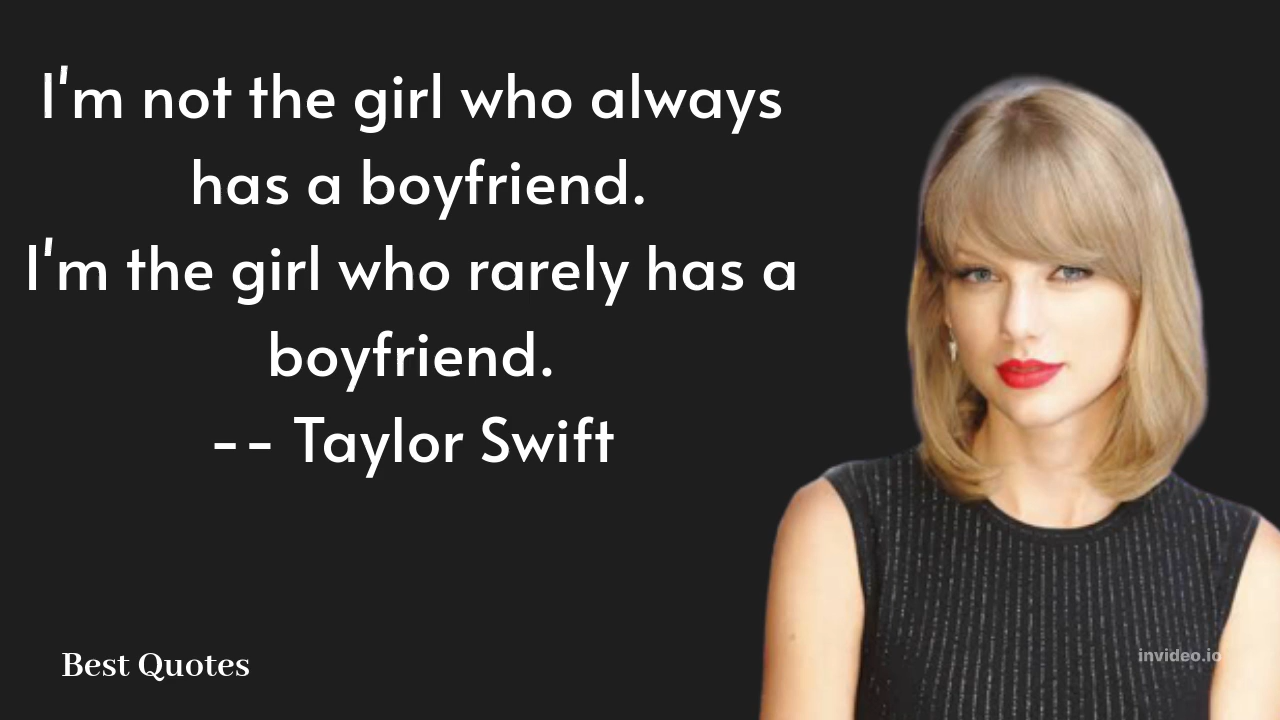 I'm not the girl who always
has a boyfriend.
I'm the girl who rarely has a
boyfriend.
-- Taylor Swift
Best Quotes
invideo.io